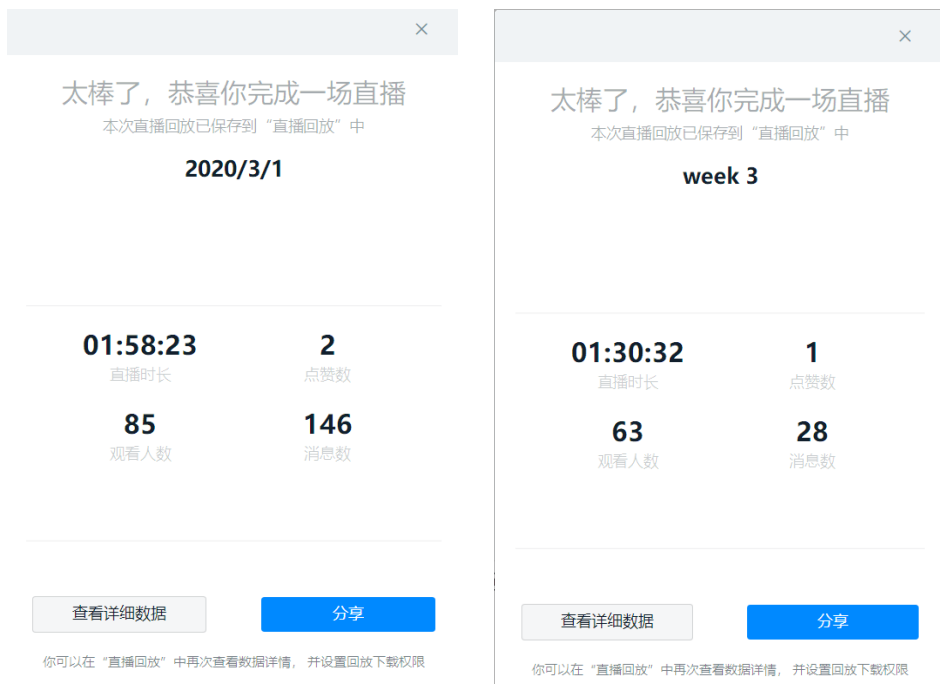 太棒了，恭喜你完成一场直播
本次直播回放已保存到“直播回放”中
2020/3/1
01:58:23
直播时长
2
点赞数
85
观看人数
146
消息数
查看详细数据
分享
你可以在“直播回放”中再次查看数据详情， 并设置回放下载权限
太棒了，恭喜你完成一场直播
本次直播回放已保存到“直播回放”中
week 3
01:30:32
直播时长
1
点赞数
63
观看人数
28
消息数
查看详细数据
分享
你可以在“直播回放”中再次查看数据详情， 并设置回放下载权限